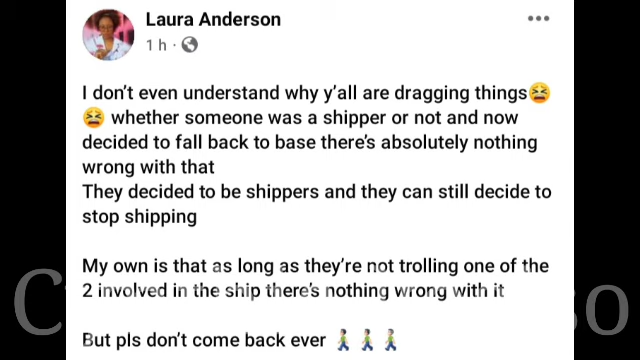 Laura Anderson
1 h ·
I don't even understand why y'all are dragging things😫
😫 whether someone was a shipper or not and now
decided to fall back to base there's absolutely nothing
wrong with that
They decided to be shippers and they can still decide to
stop shipping
My own is that as long as they're not trolling one of the
2 involved in the ship there's nothing wrong with it
But pls don't come back ever 🚶🚶🚶